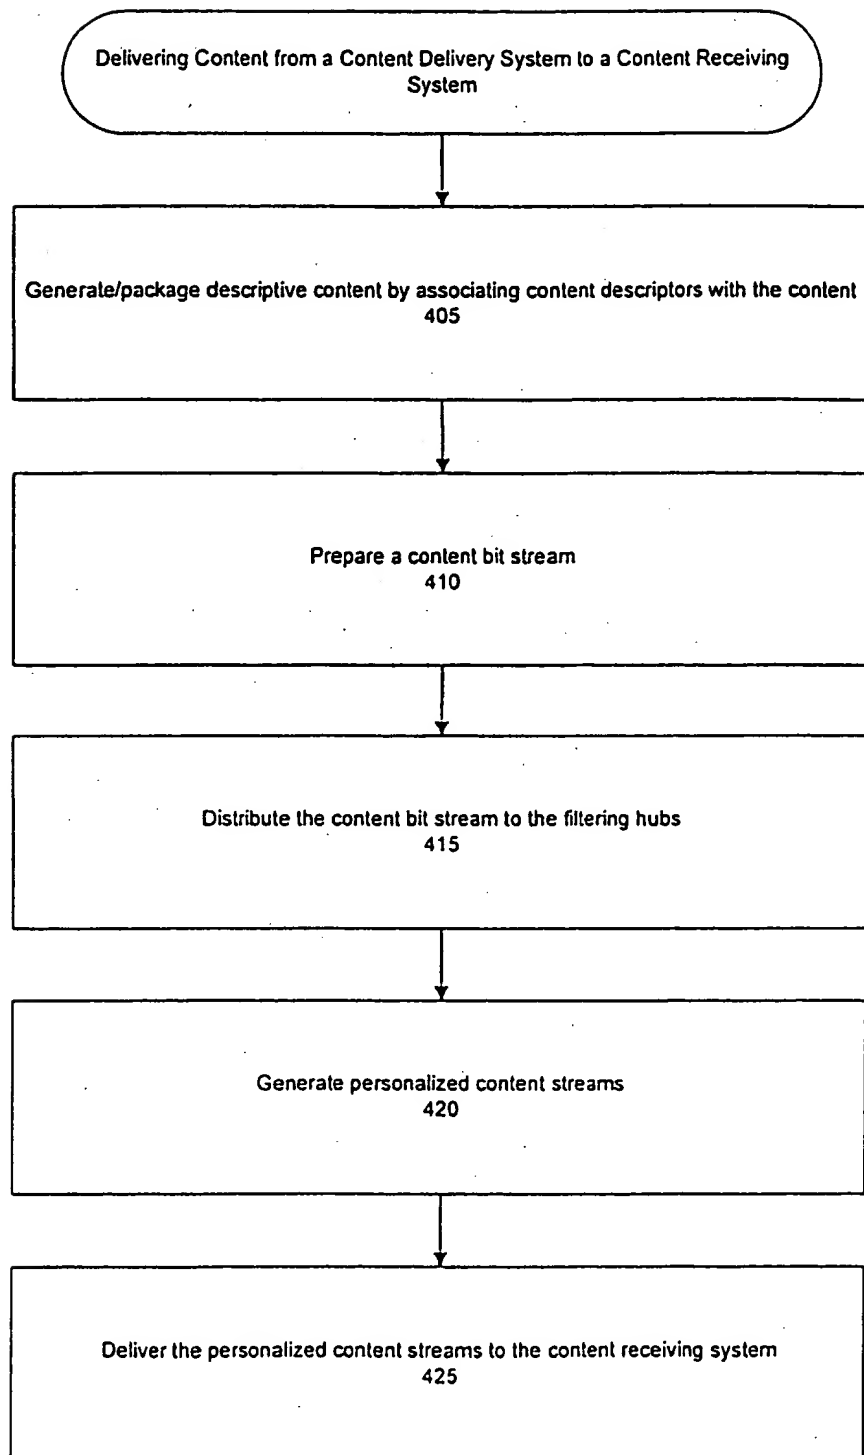 Delivering Content from a Content Delivery System to a Content Receiving
System
Generate/package descriptive content by associating content descriptors with the content
405
Prepare a content bit stream
410
Distribute the content bit stream to the filtering hubs
415
Generate personalized content streams
420
Deliver the personalized content streams to the content receiving system
425